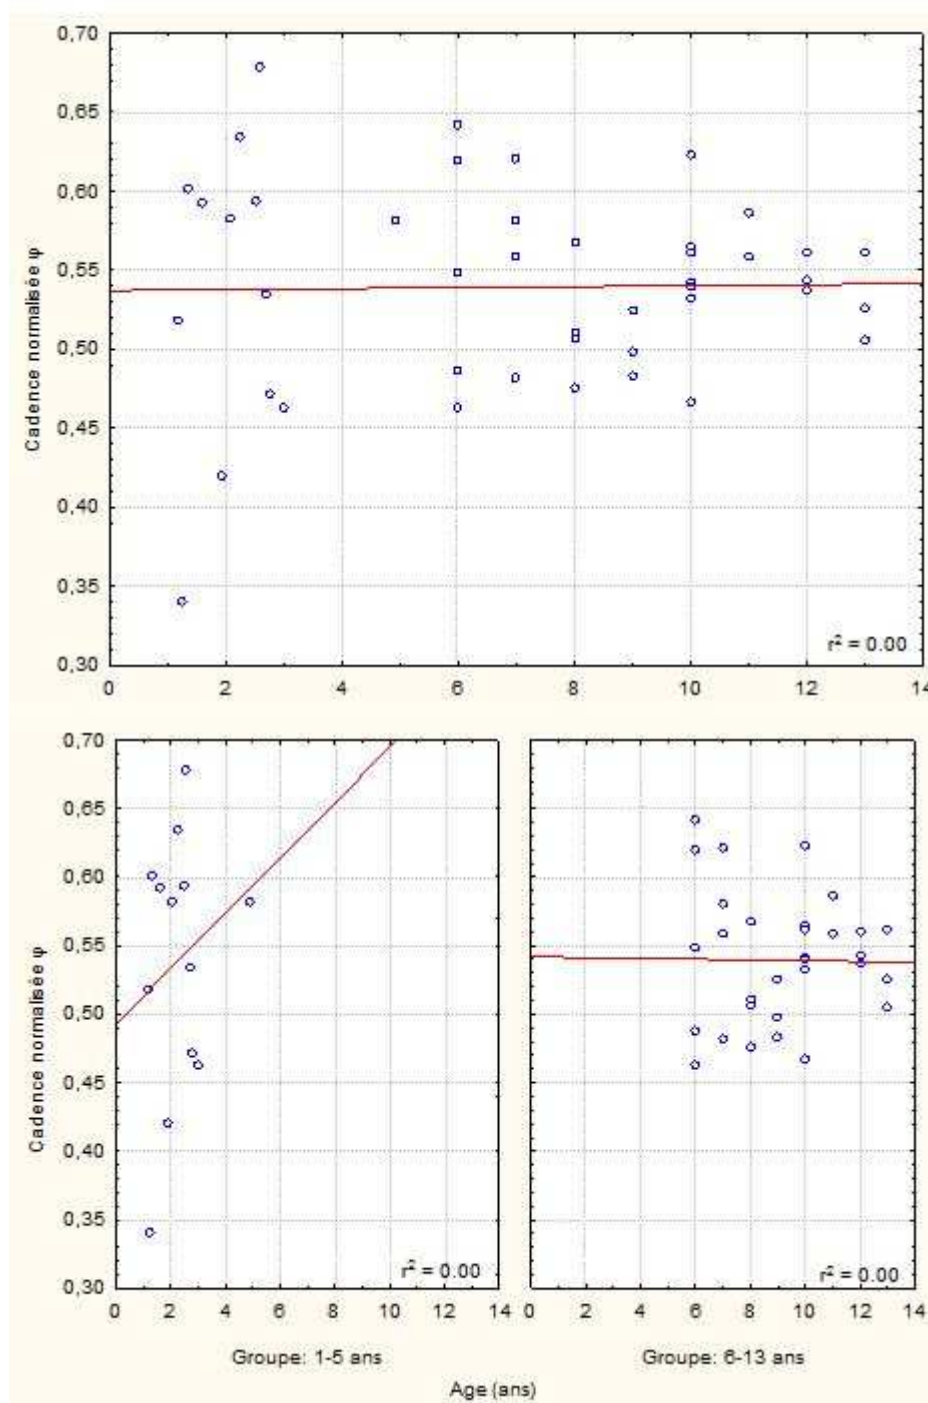 0,70
0,65
0,60
0,55
0,50
0,45
0,40
0,35
0,30
Cadence normalisée φ
r² = 0.00
0 2 4 6 8 10 12 14
0,70
0,65
0,60
0,55
0,50
0,45
0,40
0,35
0,30
Cadence normalisée φ
r² = 0.00 r² = 0.00
0 2 4 6 8 10 12 14 0 2 4 6 8 10 12 14
Groupe: 1-5 ans Groupe: 6-13 ans
Age (ans)